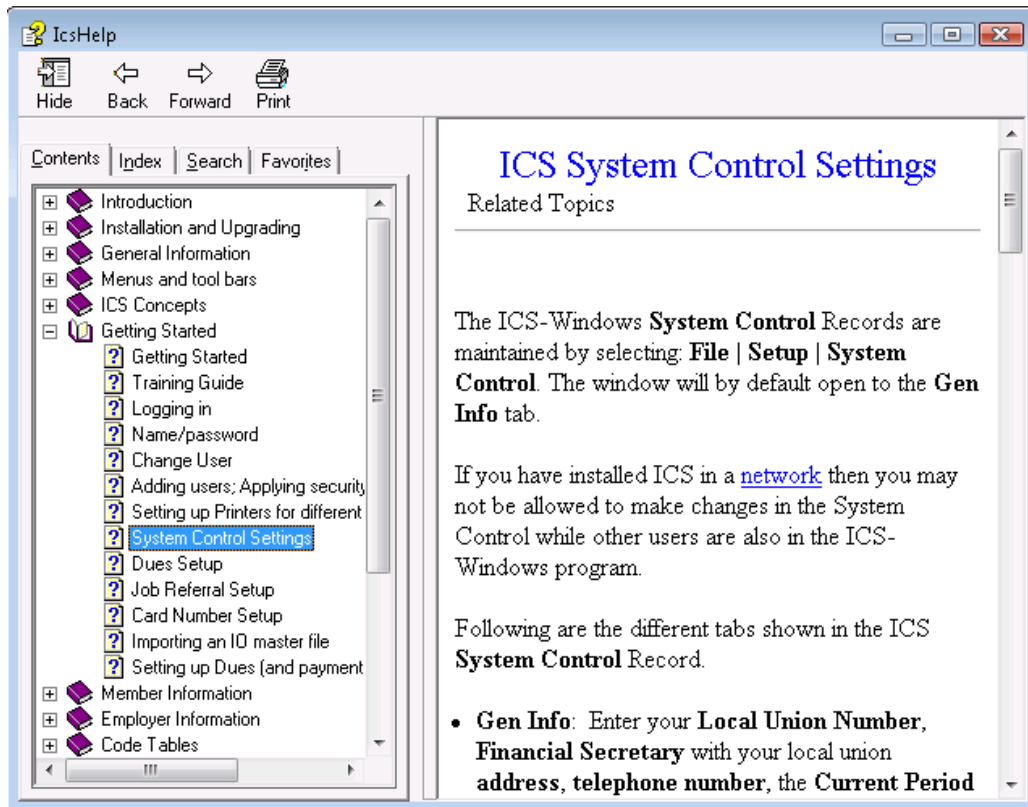 IcsHelp
Hide Back Forward Print
Contents Index Search Favorites
Introduction
Installation and Upgrading
General Information
Menus and tool bars
ICS Concepts
Getting Started
Getting Started
Training Guide
Logging in
Name/password
Change User
Adding users; Applying security
Setting up Printers for different
System Control Settings
Dues Setup
Job Referral Setup
Card Number Setup
Importing an IO master file
Setting up Dues (and payment
Member Information
Employer Information
Code Tables
ICS System Control Settings
Related Topics
The ICS-Windows System Control Records are
maintained by selecting: File | Setup | System
Control. The window will by default open to the Gen
Info tab.
If you have installed ICS in a network then you may
not be allowed to make changes in the System
Control while other users are also in the ICS-
Windows program.
Following are the different tabs shown in the ICS
System Control Record.
• Gen Info: Enter your Local Union Number,
Financial Secretary with your local union
address, telephone number, the Current Period